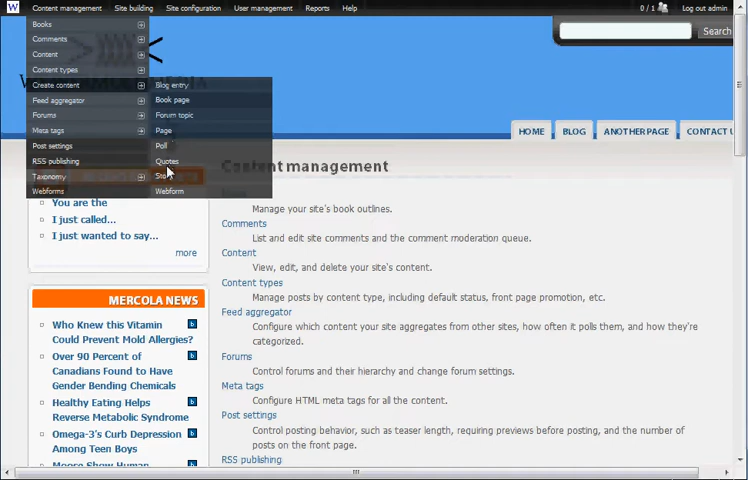 W Content management Site building Site configuration User management Reports Help 0 / 1 Log out admin
Books
Comments
Content
Content types
Create content
Feed aggregator
Forums
Meta tags
Post settings
RSS publishing
Taxonomy
Webforms
Blog entry
Book page
Forum topic
Page
Poll
Quotes
Webform
Search
HOME BLOG ANOTHER PAGE CONTACT
You are the
I just called...
I just wanted to say...
more
MERCOLA NEWS
Who Knew this Vitamin
Could Prevent Mold Allergies?
Over 90 Percent of
Canadians Found to Have
Gender Bending Chemicals
Healthy Eating Helps
Reverse Metabolic Syndrome
Omega-3's Curb Depression
Among Teen Boys
Moose Show Human
Content management
Manage your site's book outlines.
Comments
List and edit site comments and the comment moderation queue.
Content
View, edit, and delete your site's content.
Content types
Manage posts by content type, including default status, front page promotion, etc.
Feed aggregator
Configure which content your site aggregates from other sites, how often it polls them, and how they're
categorized.
Forums
Control forums and their hierarchy and change forum settings.
Meta tags
Configure HTML meta tags for all the content.
Post settings
Control posting behavior, such as teaser length, requiring previews before posting, and the number of
posts on the front page.
RSS publishing